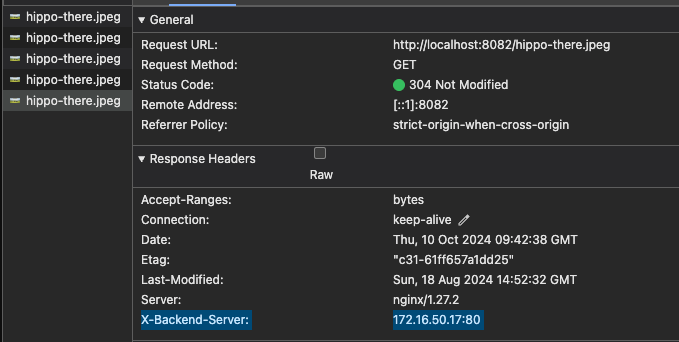 hippo-there.jpeg
hippo-there.jpeg
hippo-there.jpeg
hippo-there.jpeg
hippo-there.jpeg
General
Request URL: http://localhost:8082/hippo-there.jpeg
Request Method: GET
Status Code: 304 Not Modified
Remote Address: [::1]:8082
Referrer Policy: strict-origin-when-cross-origin
Response Headers
Raw
Accept-Ranges: bytes
Connection: keep-alive
Date: Thu, 10 Oct 2024 09:42:38 GMT
Etag: "c31-61ff657a1dd25"
Last-Modified: Sun, 18 Aug 2024 14:52:32 GMT
Server: nginx/1.27.2
X-Backend-Server: 172.16.50.17:80